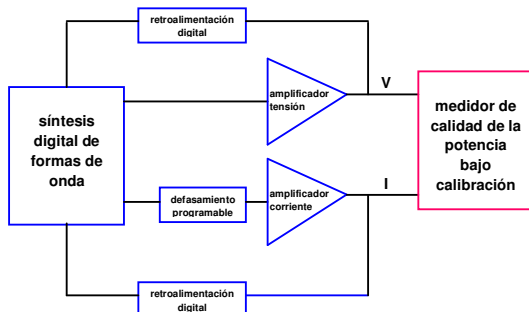 retroalimentación
digital
síntesis
digital de
formas de
onda
amplificador
tensión
V
medidor
de
calidad de la
potencia
bajo
calibración
defasamiento
programable
amplificador
corriente
I
retroalimentación
digital